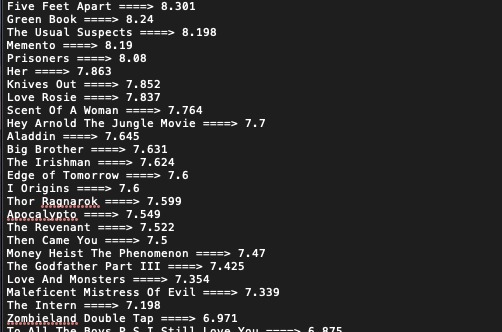 Five Feet Apart ====> 8.301
Green Book ====> 8.24
The Usual Suspects ====> 8.198
Memento ====> 8.19
Prisoners ====> 8.08
Her ====> 7.863
Knives Out ====> 7.852
Love Rosie ====> 7.837
Scent Of A Woman ====> 7.764
Hey Arnold The Jungle Movie ====> 7.7
Aladdin ====> 7.645
Big Brother ====> 7.631
The Irishman ====> 7.624
Edge of Tomorrow ====> 7.6
I Origins ====> 7.6
Thor Ragnarok ====> 7.599
Apocalypto ====> 7.549
The Revenant ====> 7.522
Then Came You ====> 7.5
Money Heist The Phenomenon ====> 7.47
The Godfather Part III ====> 7.425
Love And Monsters ====> 7.354
Maleficent Mistress Of Evil ====> 7.339
The Intern ====> 7.198
Zombieland Double Tap ====> 6.971
To All The Boys P.S I Still Love You ====> 6.875